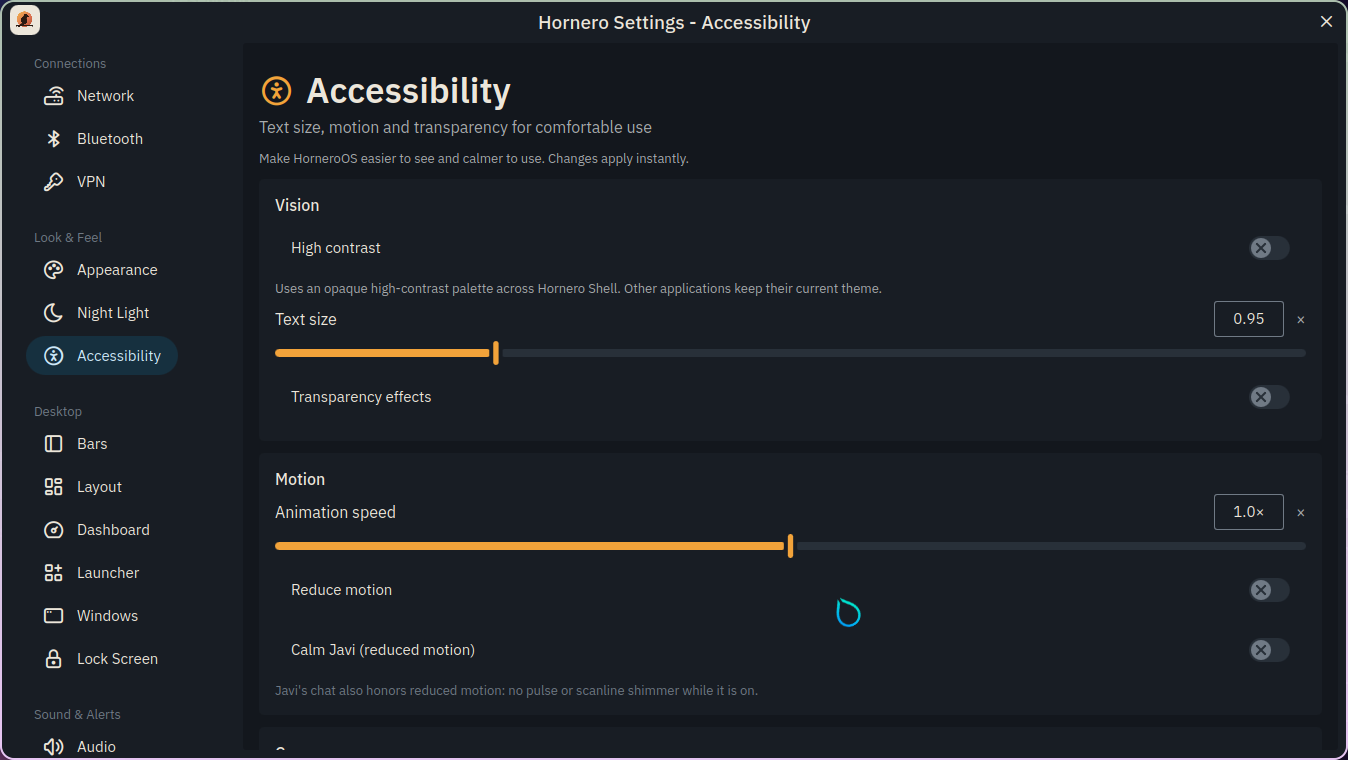 Hornero Settings - Accessibility
Connections
Network
Bluetooth
VPN
Look & Feel
Appearance
Night Light
Accessibility
Desktop
Bars
Layout
Dashboard
Launcher
Windows
Lock Screen
Sound & Alerts
Audio
Accessibility
Text size, motion and transparency for comfortable use
Make HorneroOS easier to see and calmer to use. Changes apply instantly.
Vision
High contrast
Uses an opaque high-contrast palette across Hornero Shell. Other applications keep their current theme.
Text size 0.95 ×
Transparency effects
Motion
Animation speed 1.0× ×
Reduce motion
Calm Javi (reduced motion)
Javi's chat also honors reduced motion: no pulse or scanline shimmer while it is on.